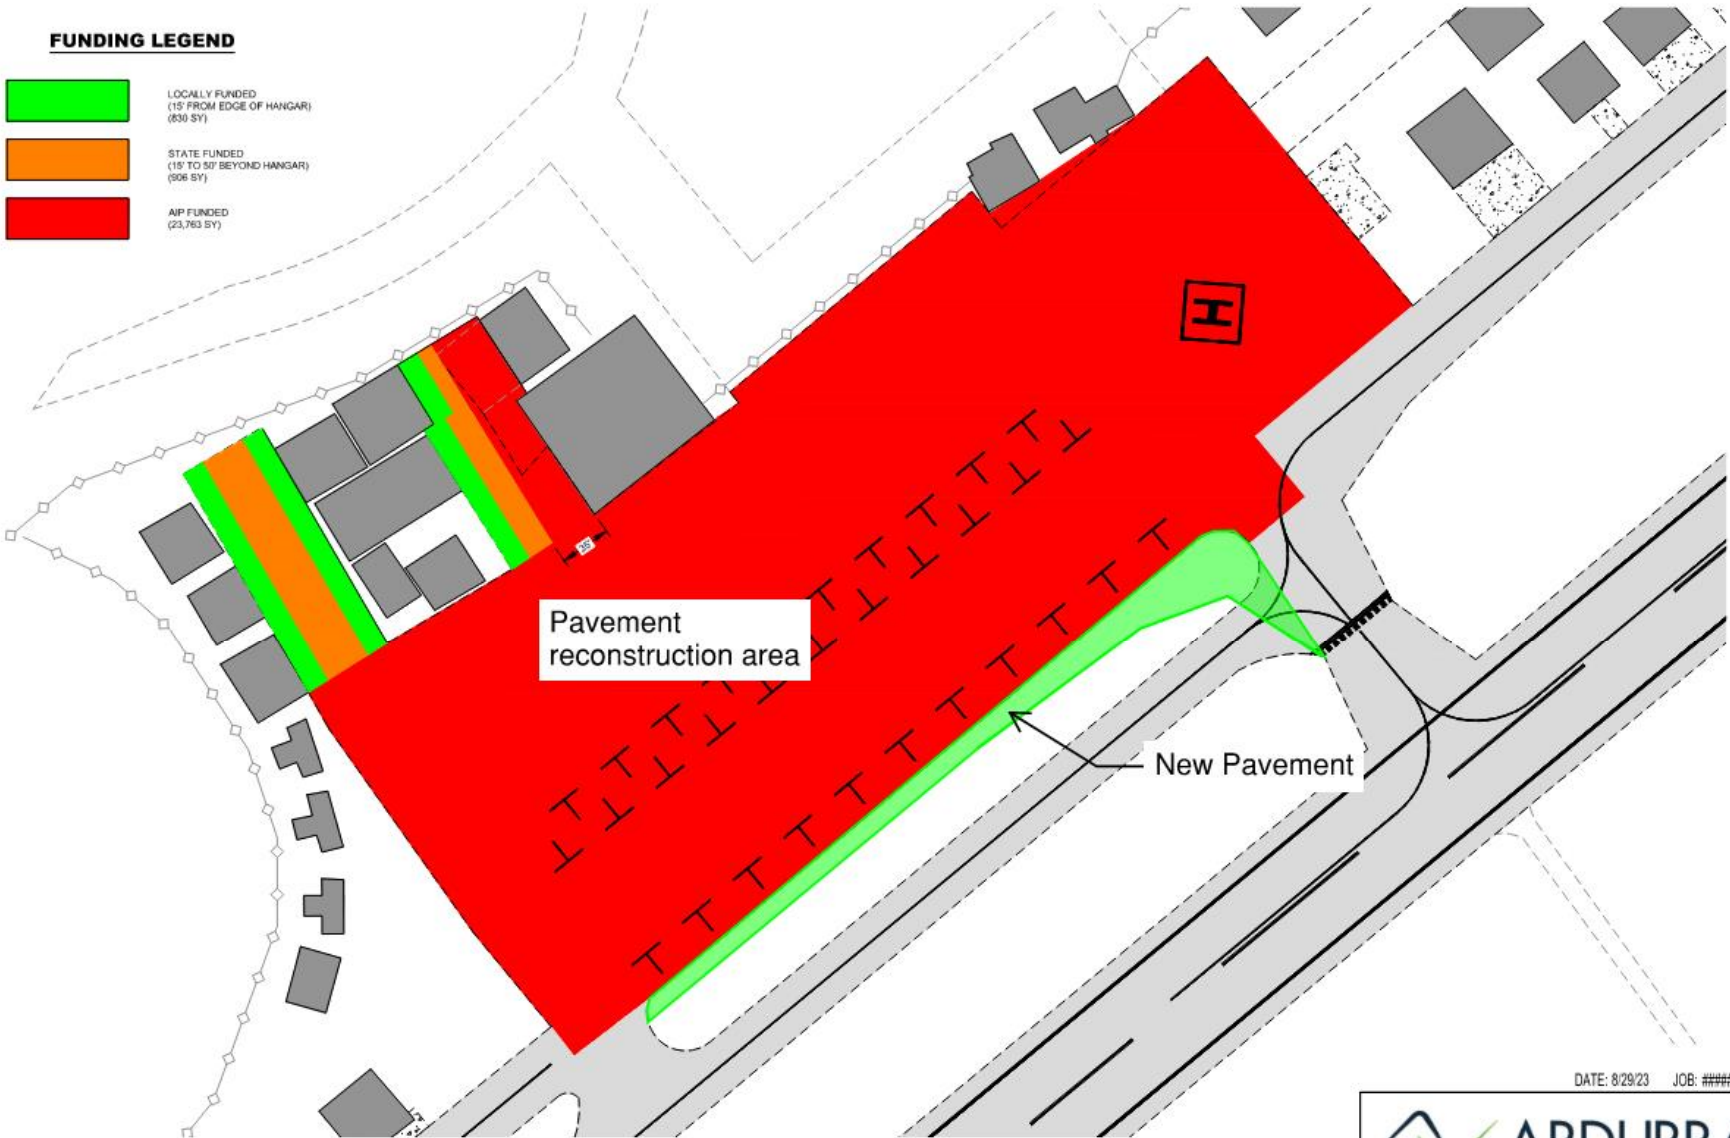 FUNDING LEGEND
LOCALLY FUNDED
(15' FROM EDGE OF HANGAR)
(830 SY)
STATE FUNDED
(15' TO 50' BEYOND HANGAR)
(906 SY)
AIP FUNDED
(23,763 SY)
H
Pavement
reconstruction area
New Pavement
DATE: 8/29/23 JOB: